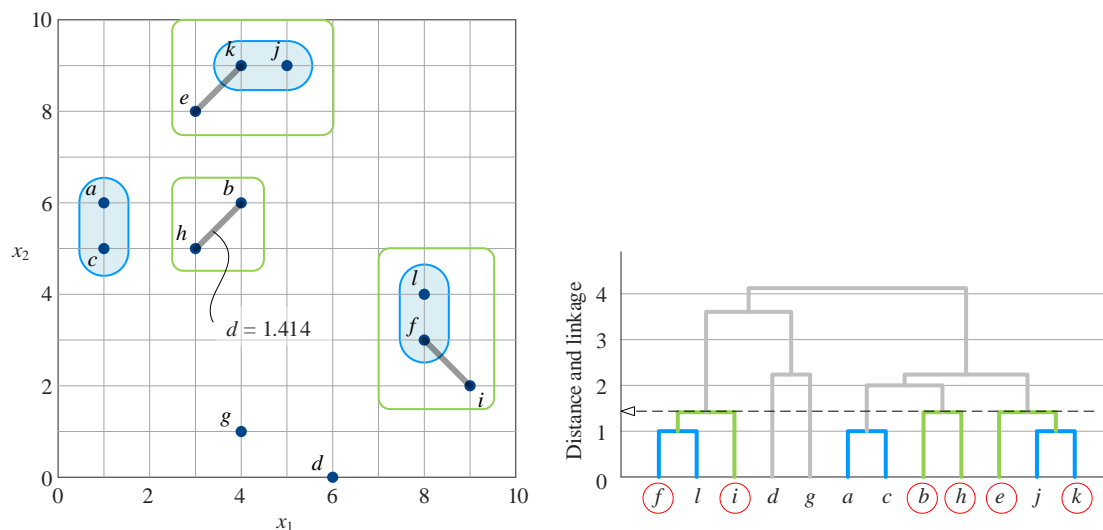 10
k
j
e
8
a
b
6
h
c
x2
l
4
f
d = 1.414
i
2
g
d
0
0 2 4 6 8 10
x1
Distance and linkage
4
3
2
1
0
f l i d g a c b h e j k